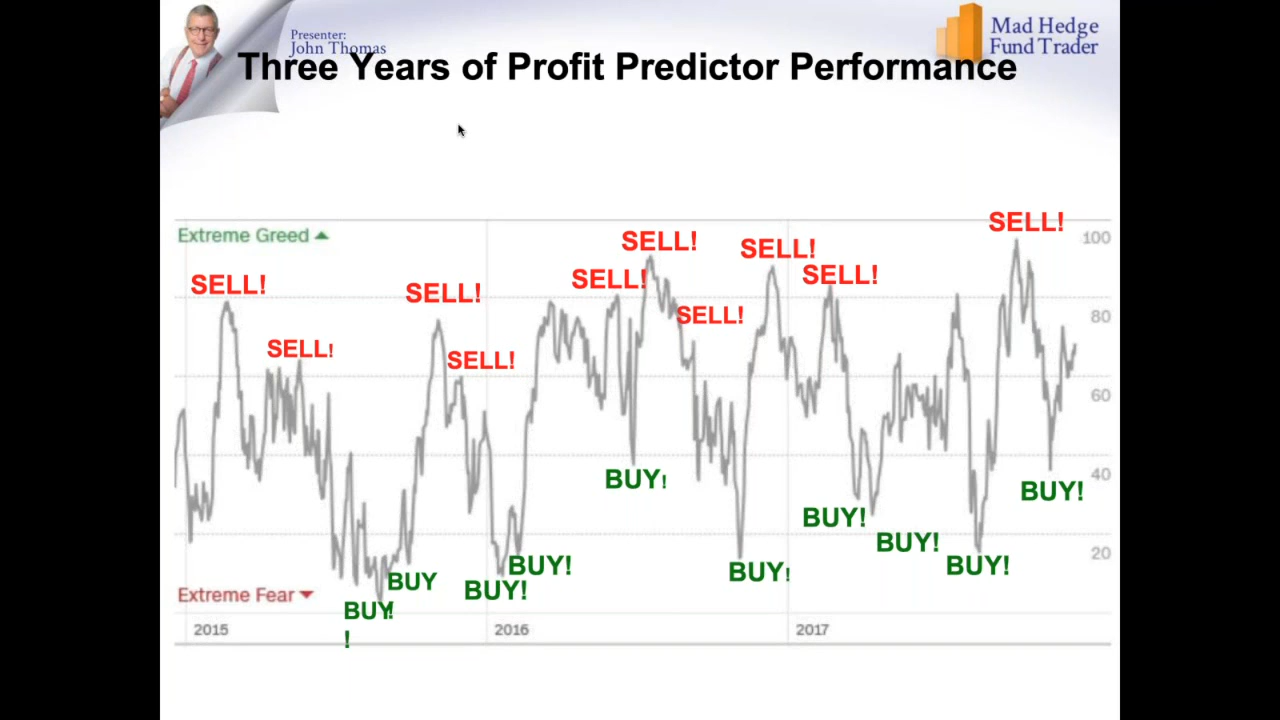 Presenter:
John Thomas
Mad Hedge
Fund Trader
Three Years of Profit Predictor Performance
Extreme Greed
SELL!
SELL!
SELL!
SELL!
SELL!
SELL!
SELL!
SELL!
SELL!
SELL!
100
80
60
40
20
BUY!
BUY!
BUY!
BUY!
BUY!
BUY!
BUY!
BUY!
BUY!
BUY
BUY!
!
Extreme Fear
2015
2016
2017